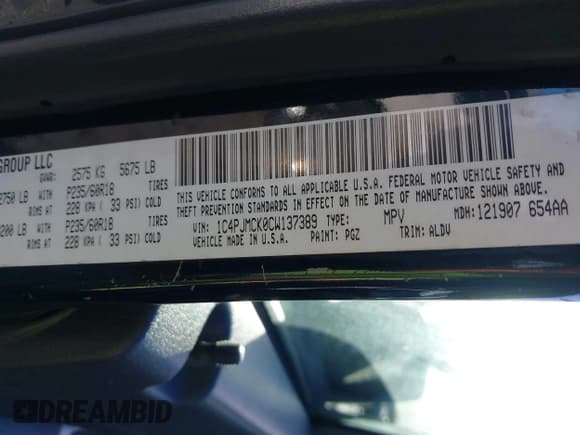 GROUP LLC
GVWR: 2575 KG 5675 LB
2750 LB WITH P235/60R18 TIRES
RIMS AT 228 KPA ( 33 PSI) COLD
200 LB WITH P235/60R18 TIRES
RIMS AT 228 KPA ( 33 PSI) COLD
THIS VEHICLE CONFORMS TO ALL APPLICABLE U.S.A. FEDERAL MOTOR VEHICLE SAFETY AND
THEFT PREVENTION STANDARDS IN EFFECT ON THE DATE OF MANUFACTURE SHOWN ABOVE.
VIN: 1C4PJMCK0CW137389 TYPE: MPV MDH: 121907 654AA
MADE IN U.S.A. PAINT: PGZ TRIM: ALDV
DREAMBID